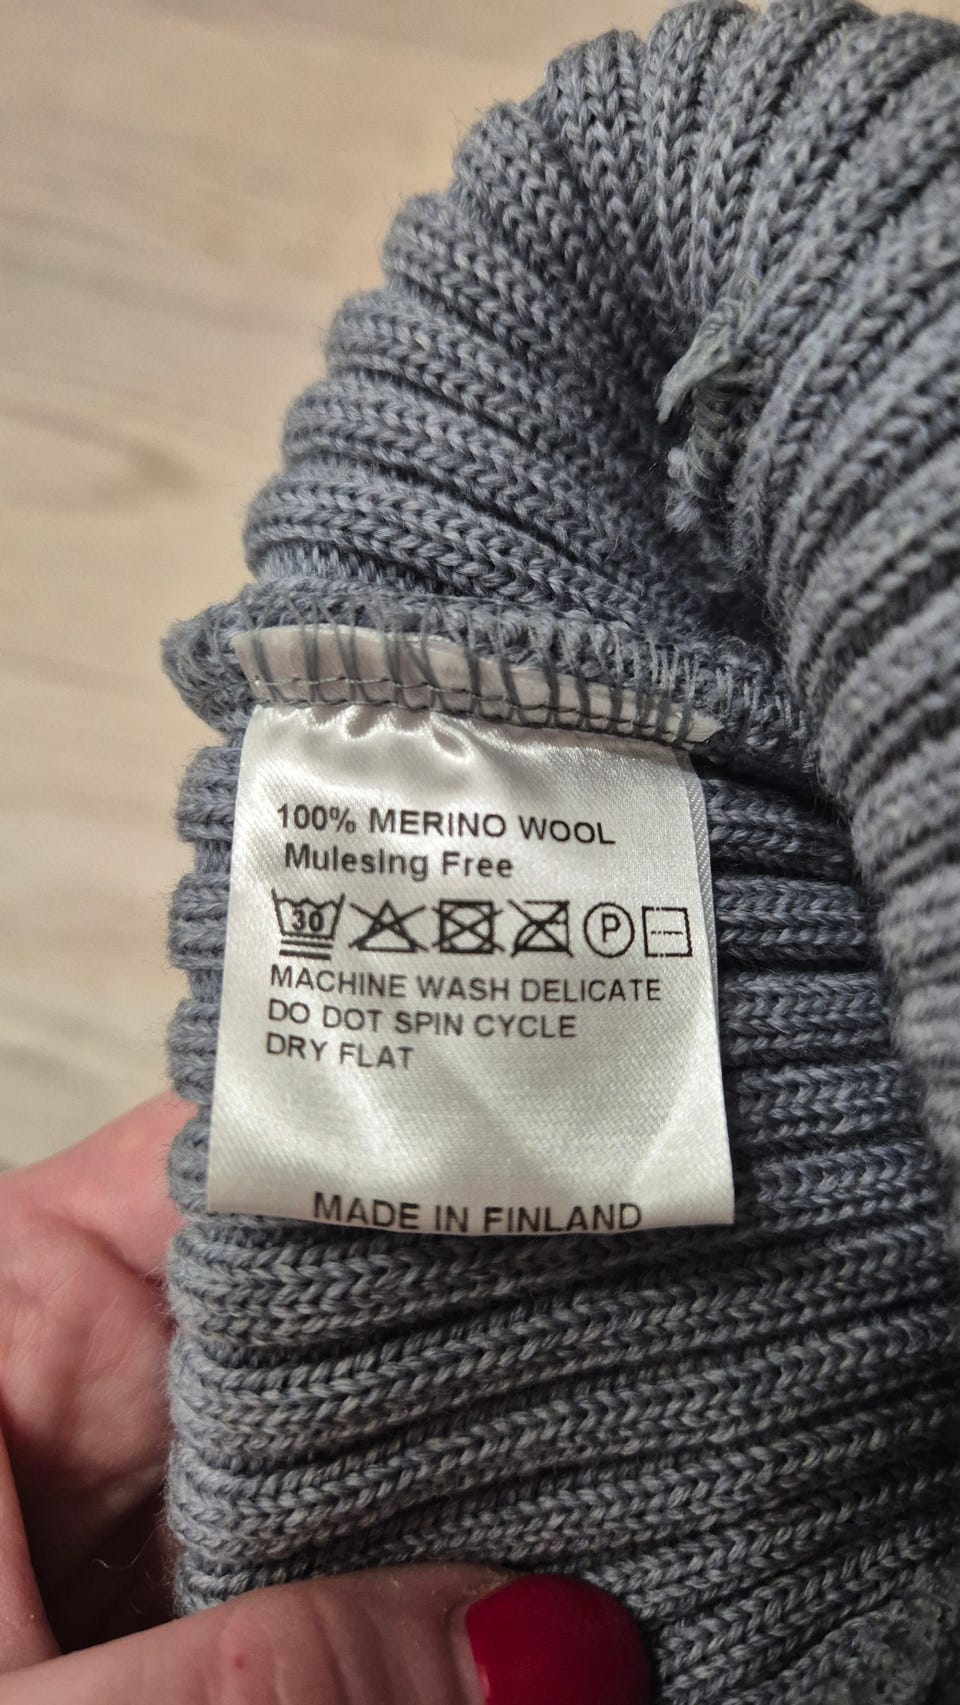 100% MERINO WOOL
Mulesing Free
30 P
MACHINE WASH DELICATE
DO DOT SPIN CYCLE
DRY FLAT
MADE IN FINLAND